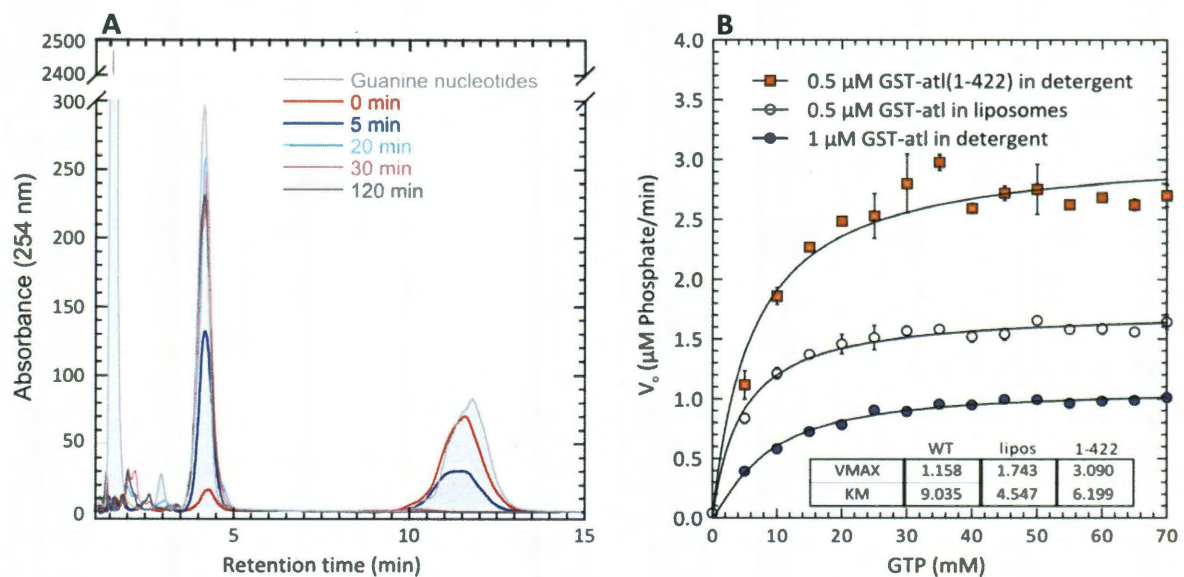 A
2500
2400
300
250
200
150
100
50
0
Absorbance (254 nm)
Guanine nucleotides
0 min
5 min
20 min
30 min
120 min
5
10
15
Retention time (min)
B
4.0
3.5
3.0
2.5
2.0
1.5
1.0
0.5
0.0
V₀ (µM Phosphate/min)
0.5 µM GST-atl(1-422) in detergent
0.5 µM GST-atl in liposomes
1 µM GST-atl in detergent
WT lipos 1-422
VMAX 1.158 1.743 3.090
KM 9.035 4.547 6.199
0 10 20 30 40 50 60 70
GTP (mM)